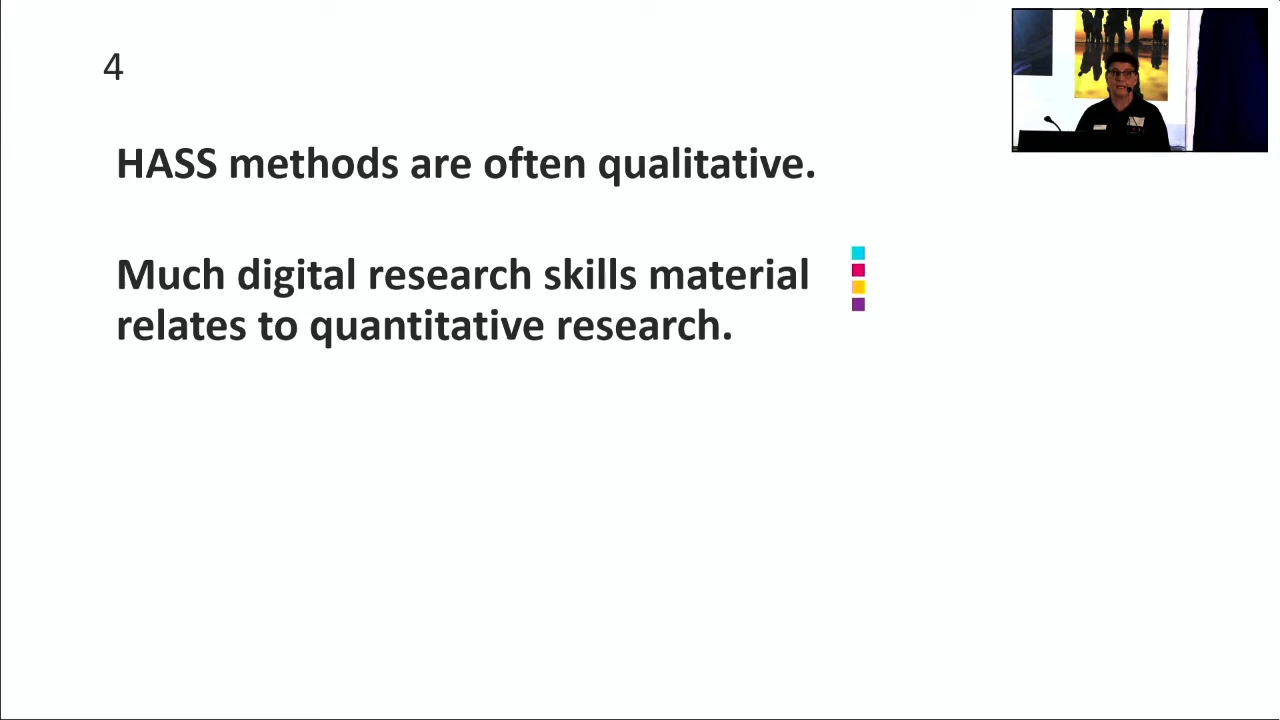 4
HASS methods are often qualitative.
Much digital research skills material
relates to quantitative research.